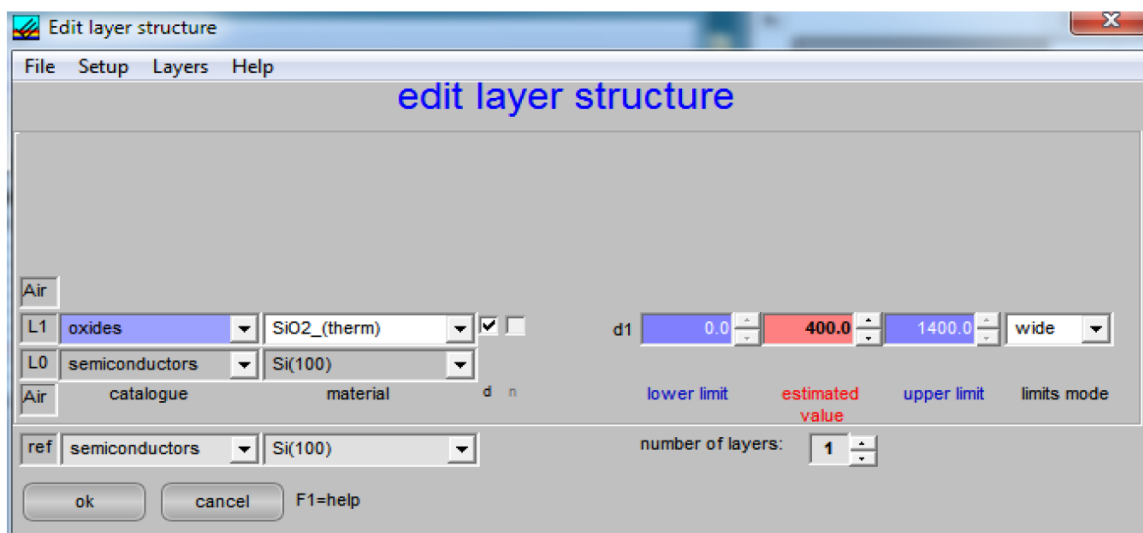 Edit layer structure
x
File Setup Layers Help
edit layer structure
Air
L1 oxides SiO2_(therm) d1 0.0 400.0 1400.0 wide
L0 semiconductors Si(100)
Air catalogue material d n lower limit estimated value upper limit limits mode
ref semiconductors Si(100) number of layers: 1
ok cancel F1=help